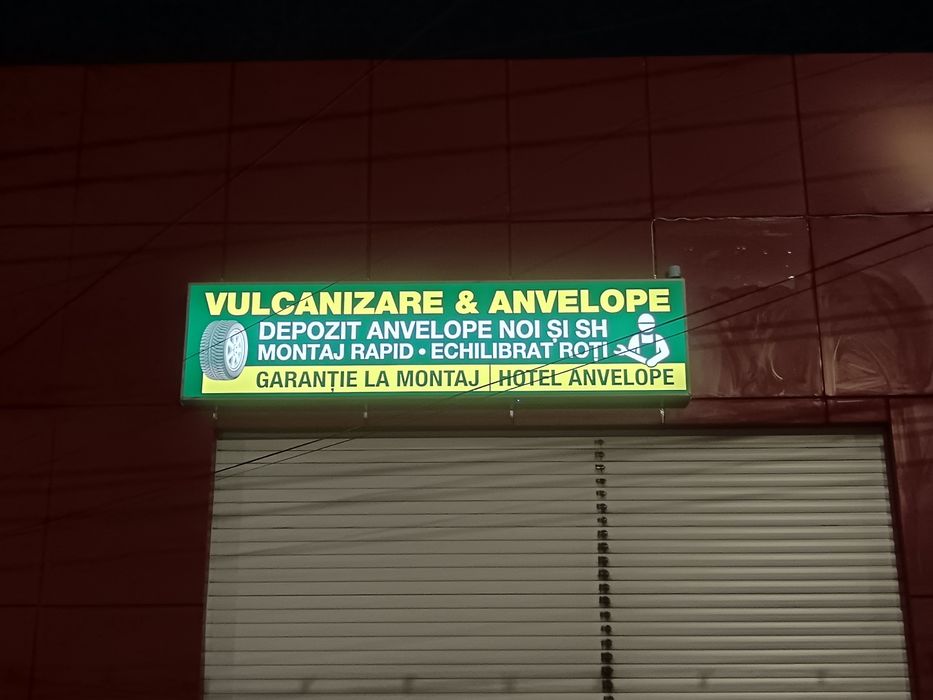 VULCANIZARE & ANVELOPE
DEPOZIT ANVELOPE NOI ȘI SH
MONTAJ RAPID • ECHILIBRAT ROȚI
GARANȚIE LA MONTAJ | HOTEL ANVELOPE